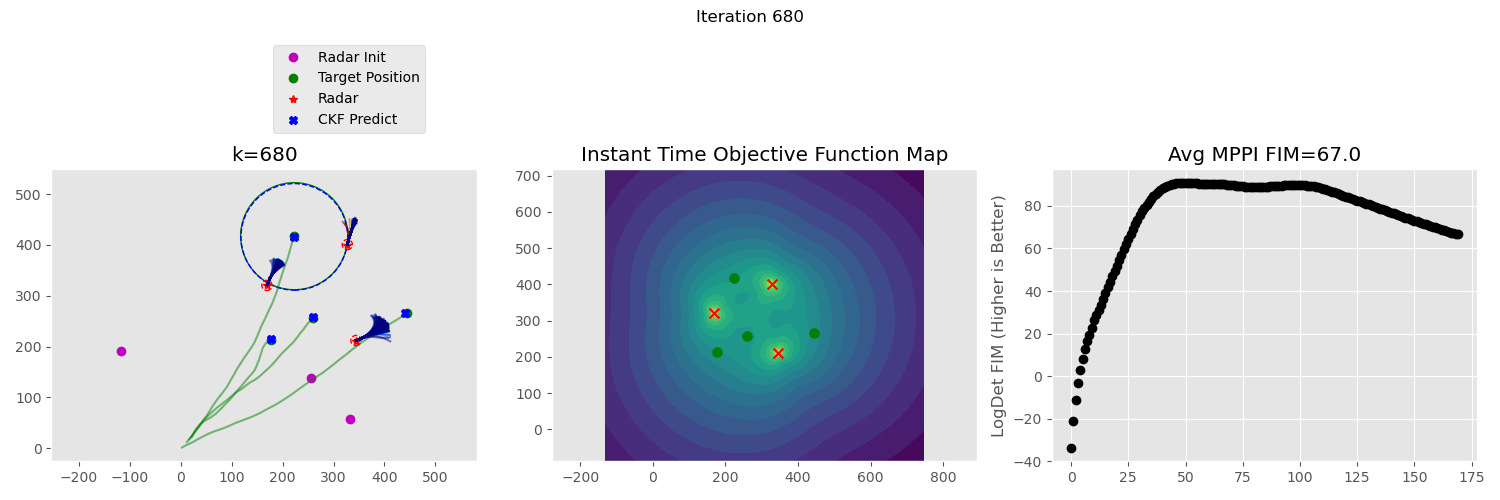 Iteration 680
Radar Init
Target Position
Radar
CKF Predict
k=680
500
400
300
200
100
0
−200 −100 0 100 200 300 400 500
Instant Time Objective Function Map
700
600
500
400
300
200
100
0
−200 0 200 400 600 800
Avg MPPI FIM=67.0
LogDet FIM (Higher is Better)
80
60
40
20
0
−20
−40
0 25 50 75 100 125 150 175